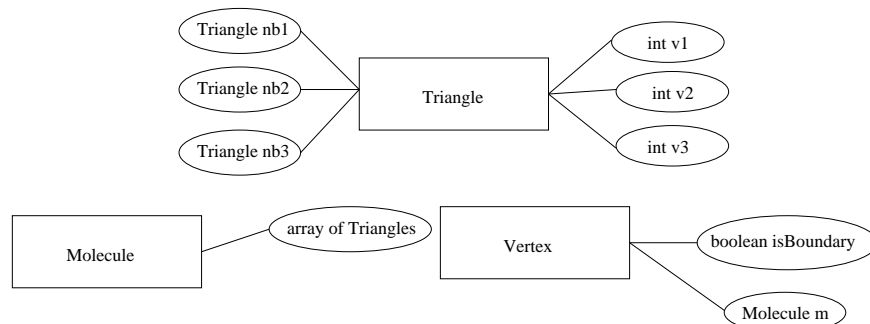 Triangle nb1
Triangle nb2
Triangle nb3
Triangle
int v1
int v2
int v3
Molecule
array of Triangles
Vertex
boolean isBoundary
Molecule m